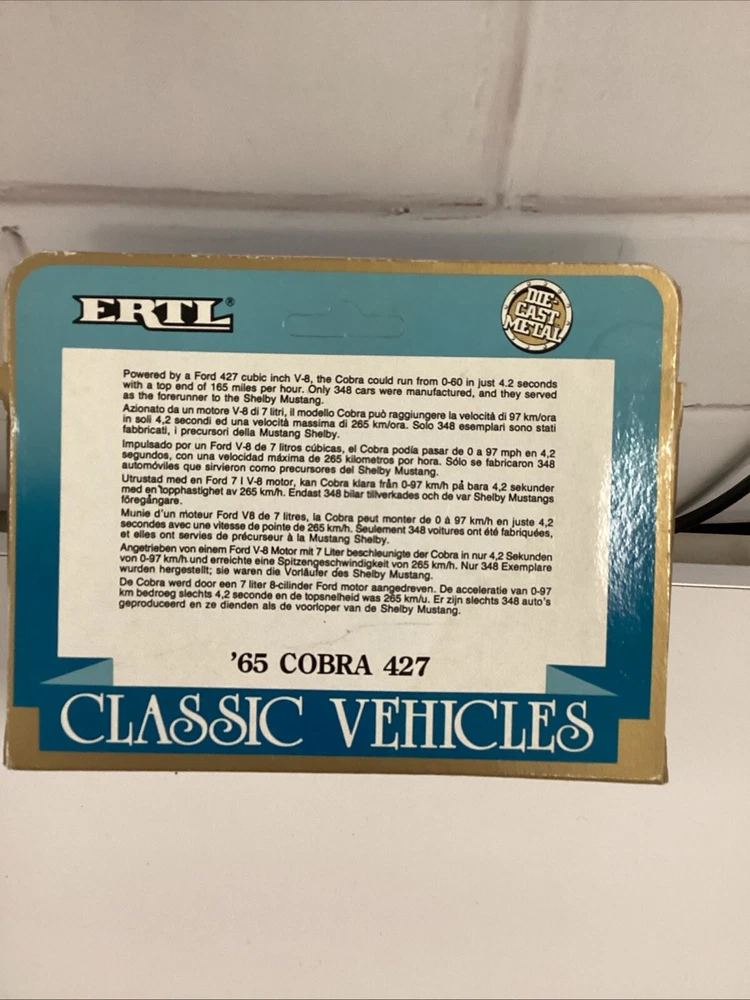 ERTL®
DIE-
CAST
METAL
Powered by a Ford 427 cubic inch V-8, the Cobra could run from 0-60 in just 4.2 seconds
with a top end of 165 miles per hour. Only 348 cars were manufactured, and they served
as the forerunner to the Shelby Mustang.
Azionato da un motore V-8 di 7 litri, il modello Cobra può raggiungere la velocità di 97 km/ora
in soli 4,2 secondi ed una velocità massima di 265 km/ora. Solo 348 esemplari sono stati
fabbricati, i precursori della Mustang Shelby.
Impulsado por un Ford V-8 de 7 litros cúbicas, el Cobra podía pasar de 0 a 97 mph en 4,2
segundos, con una velocidad máxima de 265 kilometros por hora. Sólo se fabricaron 348
automóviles que sirvieron como precursores del Shelby Mustang.
Utrustad med en Ford 7 l V-8 motor, kan Cobra klara från 0-97 km/h på bara 4,2 sekunder
med en topphastighet av 265 km/h. Endast 348 bilar tillverkades och de var Shelby Mustangs
föregångare.
Munie d'un moteur Ford V8 de 7 litres, la Cobra peut monter de 0 à 97 km/h en juste 4,2
secondes avec une vitesse de pointe de 265 km/h. Seulement 348 voitures ont été fabriquées,
et elles ont servies de précurseur à la Mustang Shelby.
Angetrieben von einem Ford V-8 Motor mit 7 Liter beschleunigte der Cobra in nur 4,2 Sekunden
von 0-97 km/h und erreichte eine Spitzengeschwindigkeit von 265 km/h. Nur 348 Exemplare
wurden hergestellt; sie waren die Vorläufer des Shelby Mustang.
De Cobra werd door een 7 liter 8-cilinder Ford motor aangedreven. De acceleratie van 0-97
km bedroeg slechts 4,2 seconde en de topsnelheid was 265 km/u. Er zijn slechts 348 auto's
geproduceerd en ze dienden als de voorloper van de Shelby Mustang.
'65 COBRA 427
CLASSIC VEHICLES